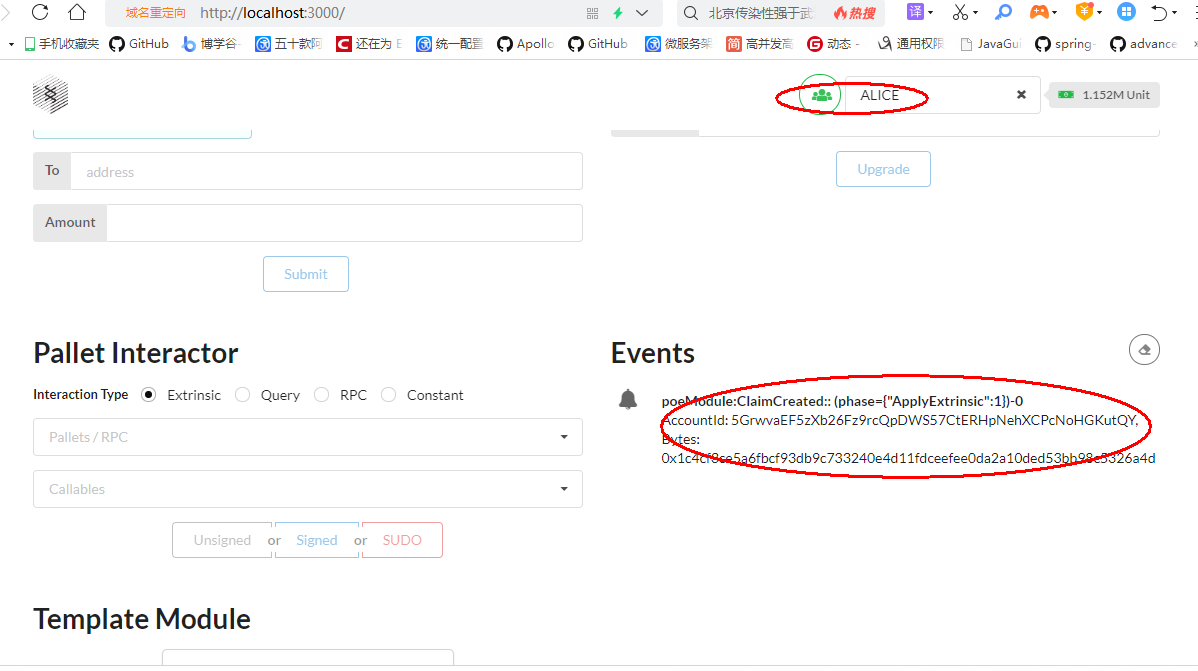 域名重定向 http://localhost:3000/ 北京传染性强于武 热搜 译
手机收藏夹 GitHub 博学谷- 五十款阿 还在为 E 统一配置 Apollo GitHub 微服务架 高并发高 动态 - 通用权限 JavaGui spring- advance
ALICE 1.152M Unit
To address
Upgrade
Amount
Submit
Pallet Interactor
Interaction Type Extrinsic Query RPC Constant
Pallets / RPC
Callables
Unsigned or Signed or SUDO
Events
poeModule:ClaimCreated:: (phase={"ApplyExtrinsic":1})-0
AccountId: 5GrwvaEF5zXb26Fz9rcQpDWS57CtERHpNehXCPcNoHGKutQY,
Bytes:
Template Module